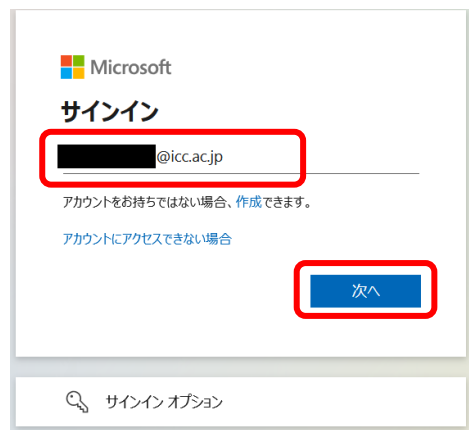 Microsoft
サインイン
@icc.ac.jp
アカウントをお持ちではない場合、作成できます。
アカウントにアクセスできない場合
次へ
サインイン オプション